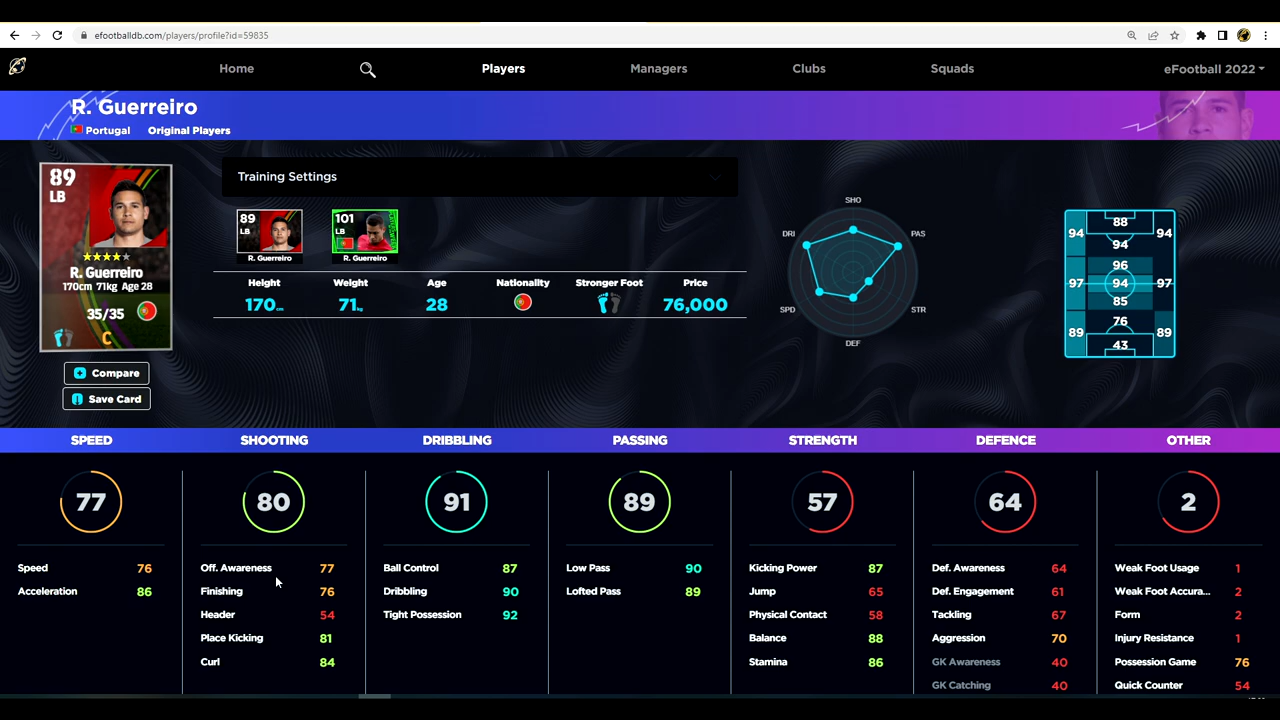 efootballdb.com/players/profile?id=59835
Home Players Managers Clubs Squads eFootball 2022
R. Guerreiro
Portugal Original Players
89
LB
R. Guerreiro
170cm 71kg Age 28
35/35
C
Compare
Save Card
Training Settings
89
LB
R. Guerreiro
101
LB
R. Guerreiro
Height Weight Age Nationality Stronger Foot Price
170cm 71kg 28 76,000
SHO
DRI PAS
SPD STR
DEF
88
94 94
94
96
97 94 97
85
76
89 89
43
SPEED SHOOTING DRIBBLING PASSING STRENGTH DEFENCE OTHER
77 80 91 89 57 64 2
Speed 76 Off. Awareness 77 Ball Control 87 Low Pass 90 Kicking Power 87 Def. Awareness 64 Weak Foot Usage 1
Acceleration 86 Finishing 76 Dribbling 90 Lofted Pass 89 Jump 65 Def. Engagement 61 Weak Foot Accura... 2
Header 54 Tight Possession 92 Physical Contact 58 Tackling 67 Form 2
Place Kicking 81 Balance 88 Aggression 70 Injury Resistance 1
Curl 84 Stamina 86 GK Awareness 40 Possession Game 76
GK Catching 40 Quick Counter 54